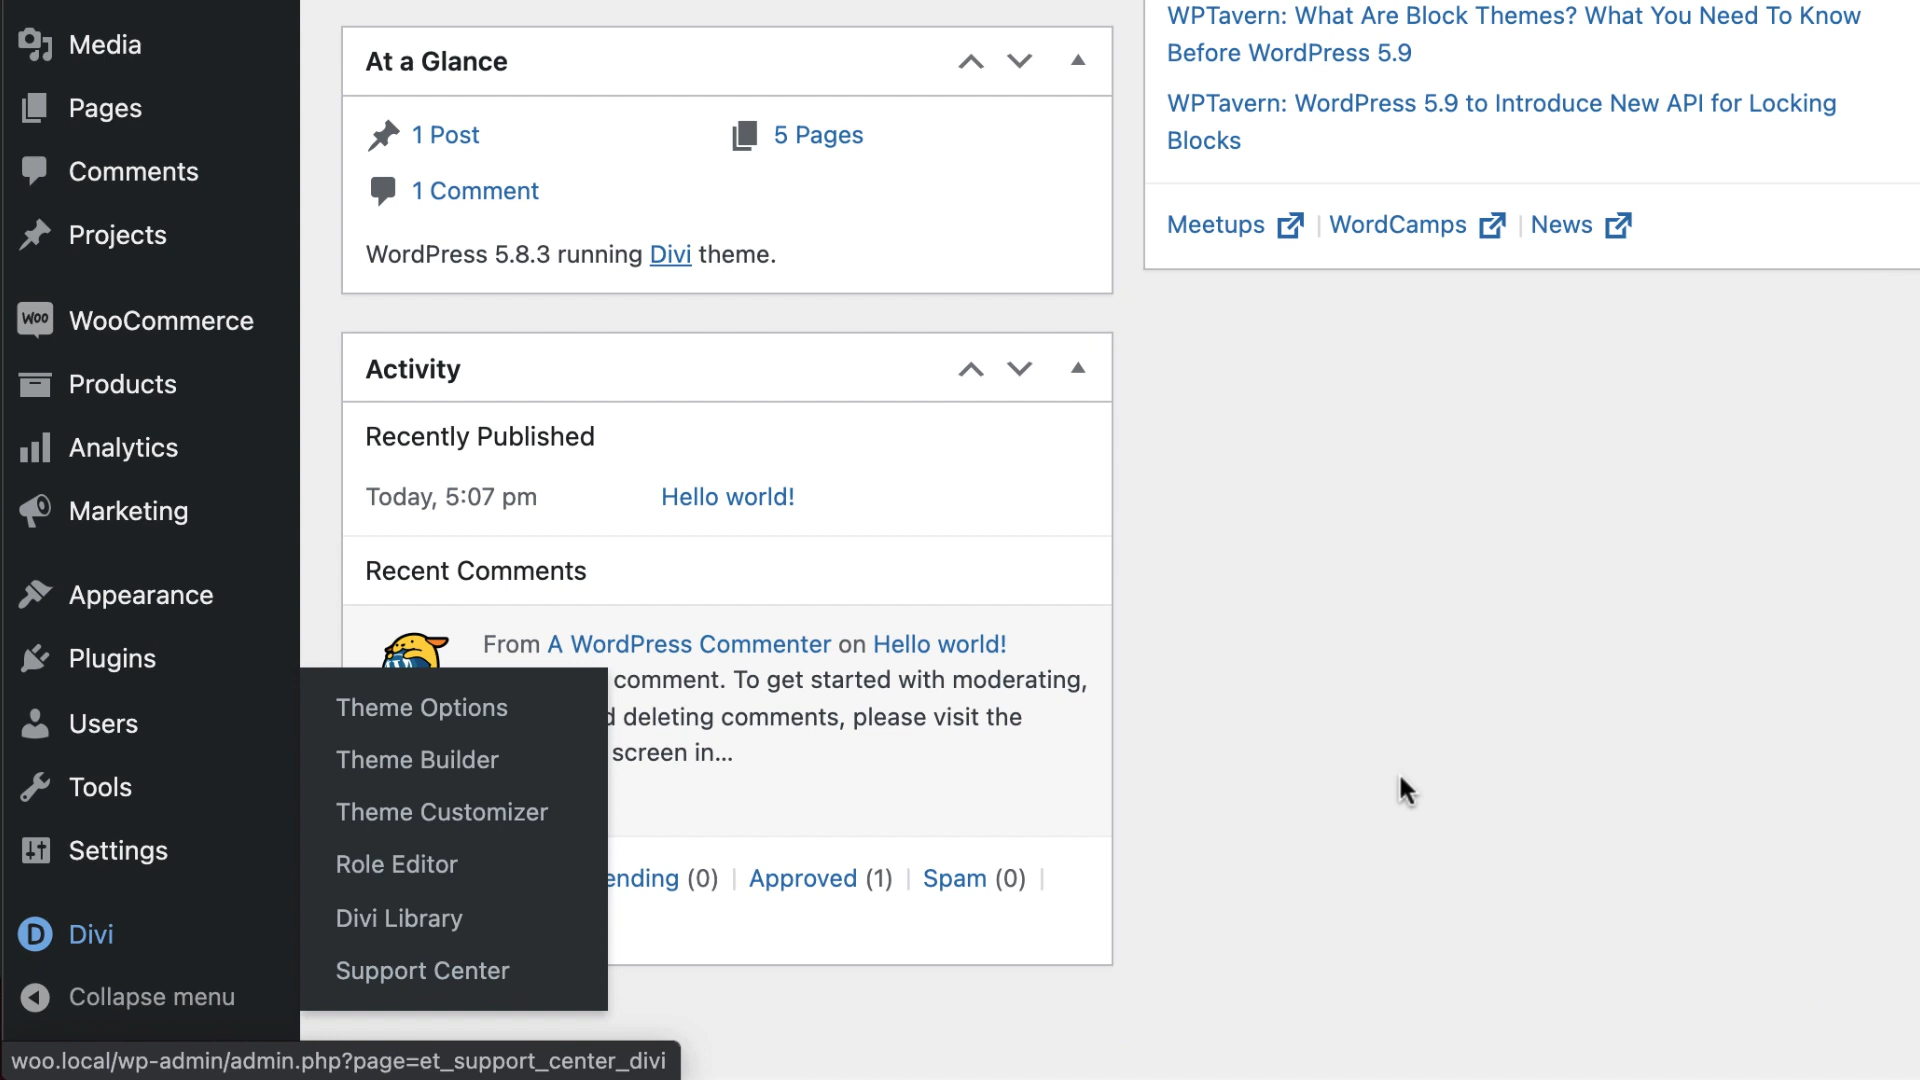 Media
Pages
Comments
Projects
Woo WooCommerce
Products
Analytics
Marketing
Appearance
Plugins
Users
Tools
Settings
D Divi
Collapse menu
Theme Options
Theme Builder
Theme Customizer
Role Editor
Divi Library
Support Center
At a Glance
1 Post
5 Pages
1 Comment
WordPress 5.8.3 running Divi theme.
Activity
Recently Published
Today, 5:07 pm Hello world!
Recent Comments
From A WordPress Commenter on Hello world!
comment. To get started with moderating,
deleting comments, please visit the
screen in...
ending (0) | Approved (1) | Spam (0) |
WPTavern: What Are Block Themes? What You Need To Know
Before WordPress 5.9
WPTavern: WordPress 5.9 to Introduce New API for Locking
Blocks
Meetups | WordCamps | News
woo.local/wp-admin/admin.php?page=et_support_center_divi